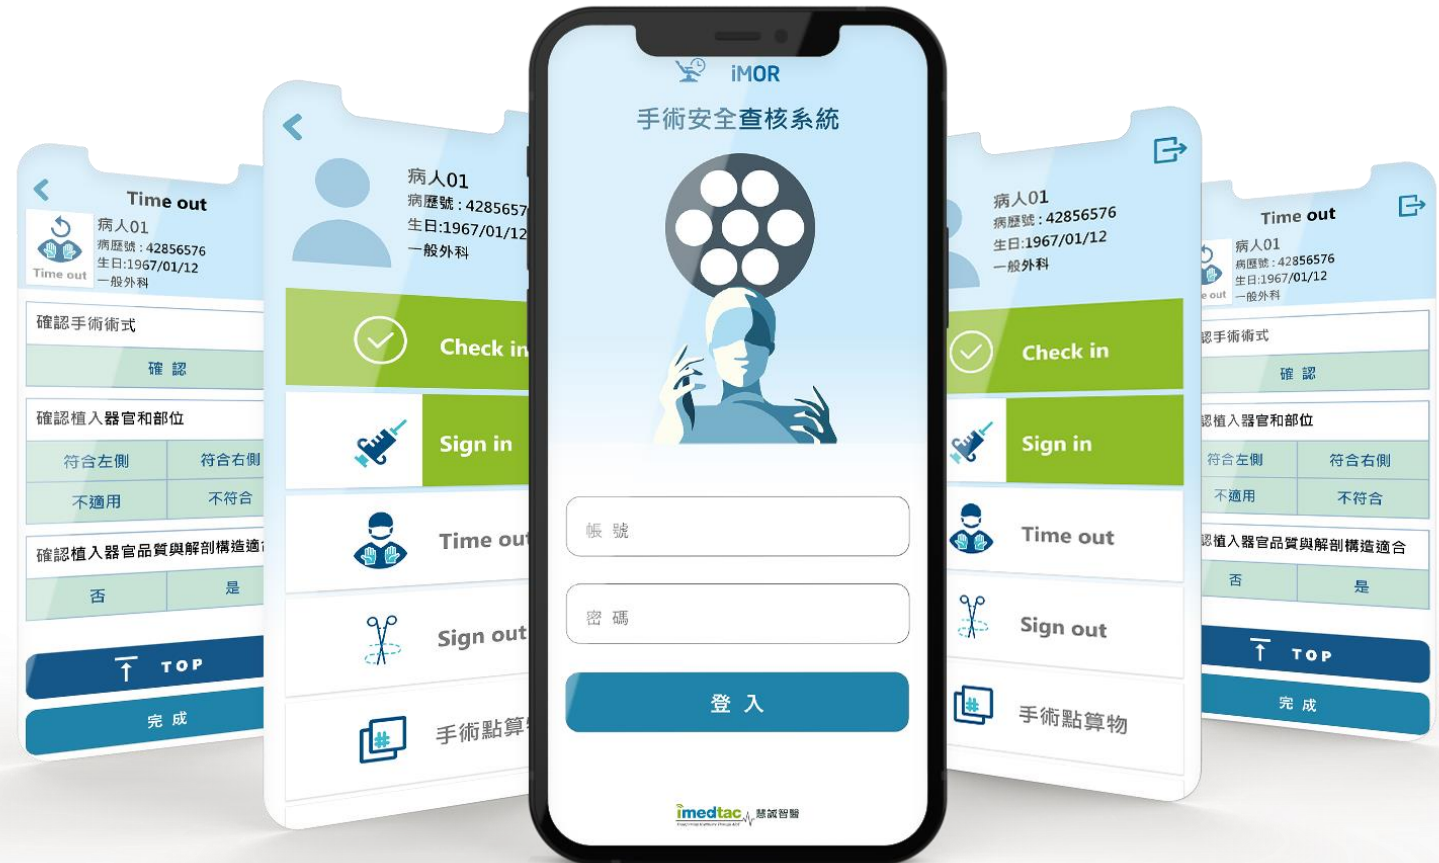 Time out
Time out
病人01
病歷號 : 42856576
生日:1967/01/12
一般外科
確認手術術式
確 認
確認植入器官和部位
符合左側 符合右側
不適用 不符合
確認植入器官品質與解剖構造適
否 是
TOP
完 成
病人01
病歷號 : 4285657
生日:1967/01/12
一般外科
Check in
Sign in
Time out
Sign out
手術點算
iMOR
手術安全查核系統
帳 號
密 碼
登 入
imedtac 慧誠智醫
病人01
病歷號 : 42856576
生日:1967/01/12
一般外科
Check in
Sign in
Time out
Sign out
手術點算物
Time out
out
病人01
病歷號 : 42856576
生日:1967/01/12
一般外科
認手術術式
確 認
認植入器官和部位
符合左側 符合右側
不適用 不符合
認植入器官品質與解剖構造適合
否 是
TOP
完 成